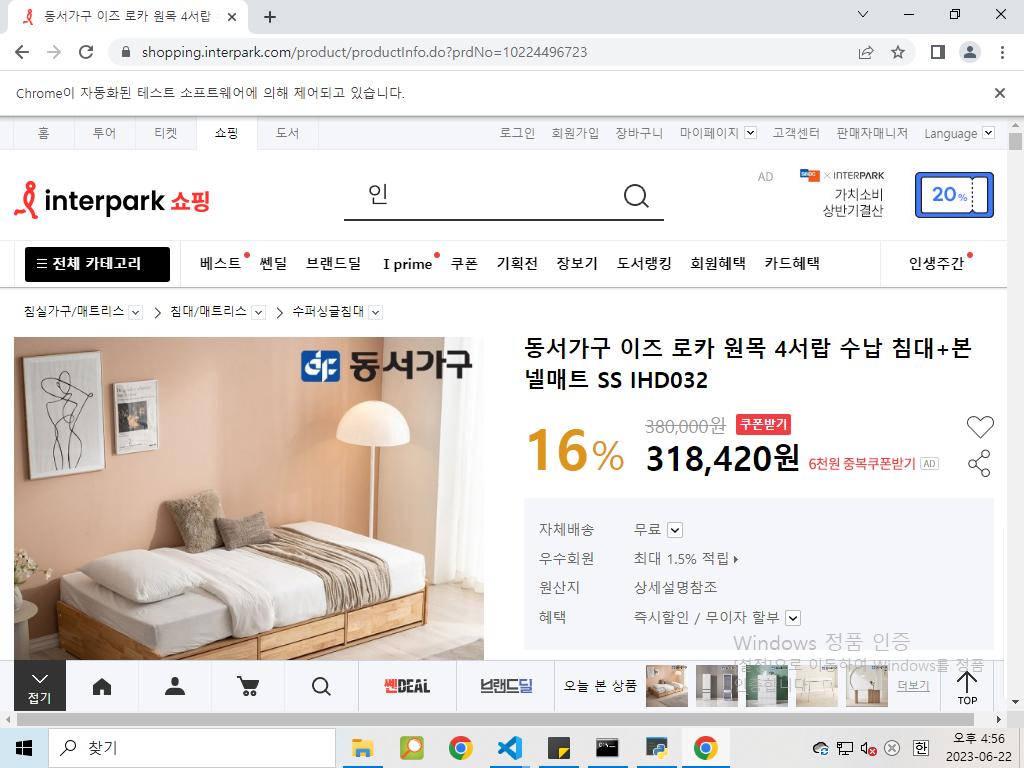 동서가구 이즈 로카 원목 4서랍
shopping.interpark.com/product/productInfo.do?prdNo=10224496723
Chrome이 자동화된 테스트 소프트웨어에 의해 제어되고 있습니다.
홈 투어 티켓 쇼핑 도서 로그인 회원가입 장바구니 마이페이지 고객센터 판매자매니저 Language
interpark 쇼핑
인
AD
× INTERPARK
가치소비
상반기결산
20%
전체 카테고리 베스트 쎈딜 브랜드딜 I prime 쿠폰 기획전 장보기 도서랭킹 회원혜택 카드혜택 인생주간
침실가구/매트리스 침대/매트리스 수퍼싱글침대
동서가구
동서가구 이즈 로카 원목 4서랍 수납 침대+본
넬매트 SS IHD032
16% 380,000원 쿠폰받기
318,420원 6천원 중복쿠폰받기 AD
자체배송 무료
우수회원 최대 1.5% 적립
원산지 상세설명참조
혜택 즉시할인 / 무이자 할부
Windows 정품 인증
[설정]으로 이동하여 Windows를 정품
인증합니다.
접기 쎈DEAL 브랜드딜 오늘 본 상품 더보기 TOP
찾기
한
오후 4:56
2023-06-22